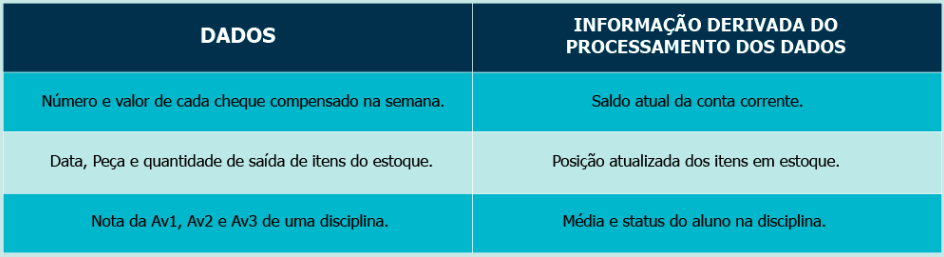 DADOS
INFORMAÇÃO DERIVADA DO
PROCESSAMENTO DOS DADOS
Número e valor de cada cheque compensado na semana.
Saldo atual da conta corrente.
Data, Peça e quantidade de saída de itens do estoque.
Posição atualizada dos itens em estoque.
Nota da Av1, Av2 e Av3 de uma disciplina.
Média e status do aluno na disciplina.